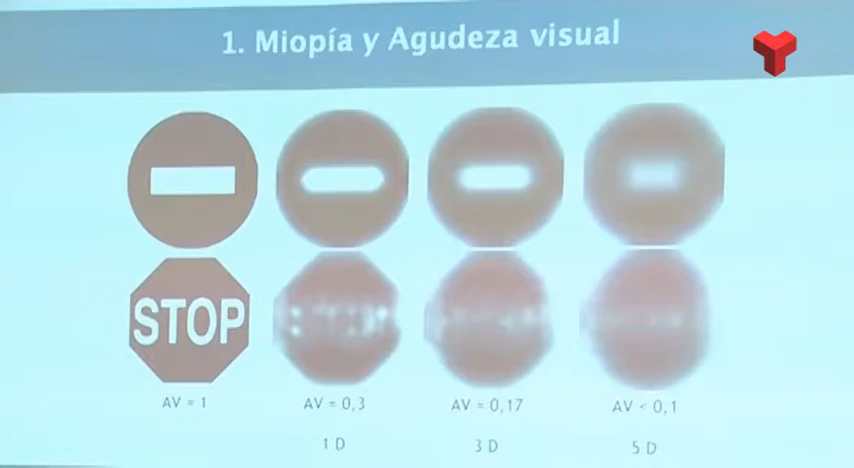 1. Miopía y Agudeza visual
STOP
AV = 1
AV = 0,3
AV = 0,17
AV < 0,1
1 D
3 D
5 D